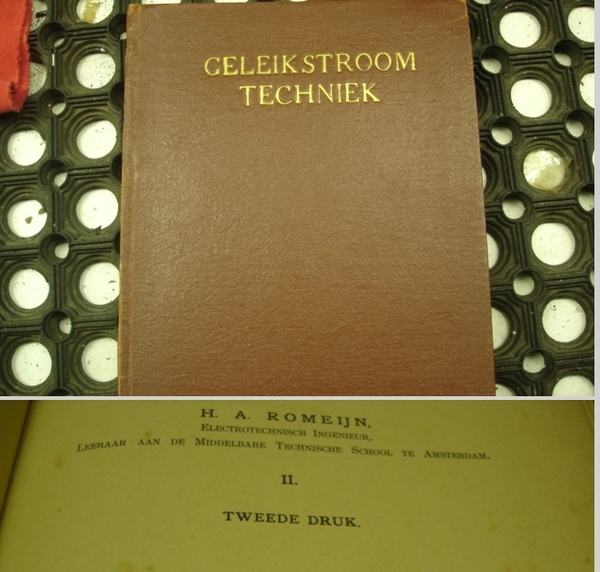 GELEIKSTROOM
TECHNIEK
H. A. ROMEIJN,
ELECTROTECHNISCH INGENIEUR,
LEERAAR AAN DE MIDDELBARE TECHNISCHE SCHOOL TE AMSTERDAM.
II.
TWEEDE DRUK.